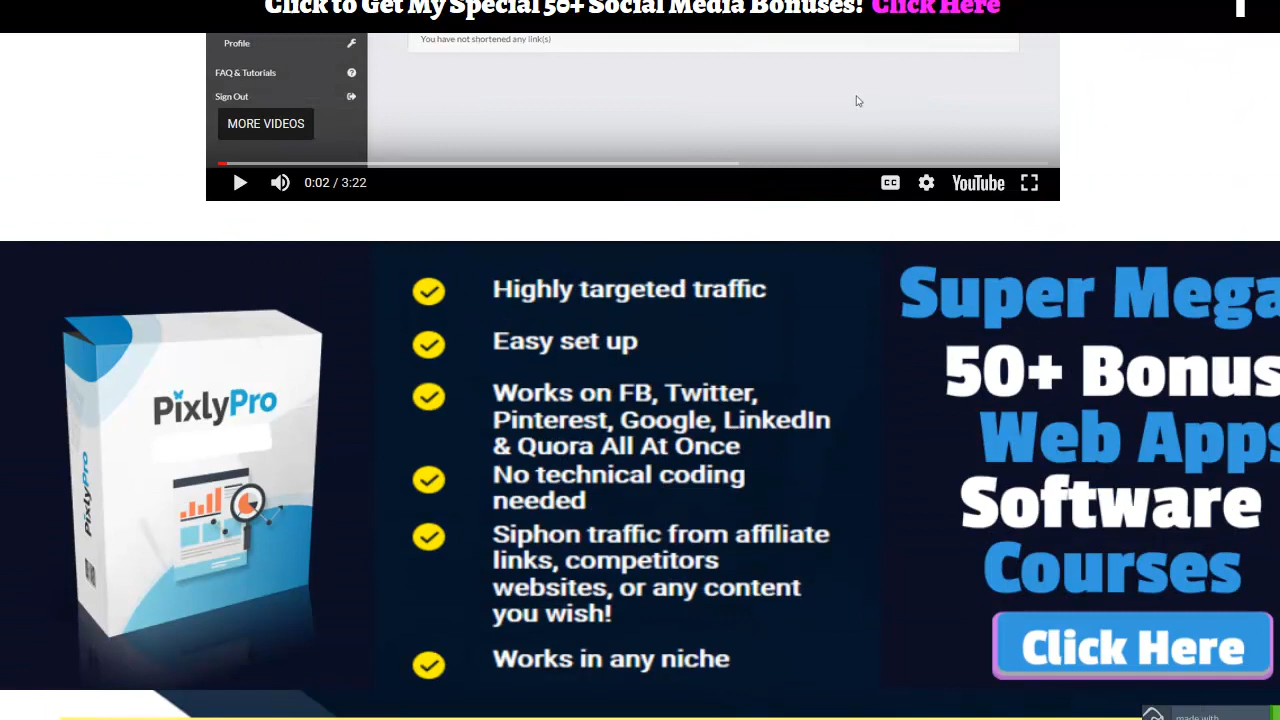 Click to Get My Special 50+ Social Media Bonuses! Click Here
Profile
You have not shortened any link(s)
FAQ & Tutorials
Sign Out
MORE VIDEOS
0:02 / 3:22
CC
YouTube
PixlyPro
PixlyPro
Highly targeted traffic
Easy set up
Works on FB, Twitter,
Pinterest, Google, LinkedIn
& Quora All At Once
No technical coding
needed
Siphon traffic from affiliate
links, competitors
websites, or any content
you wish!
Works in any niche
Super Mega
50+ Bonus
Web Apps
Software
Courses
Click Here
made with